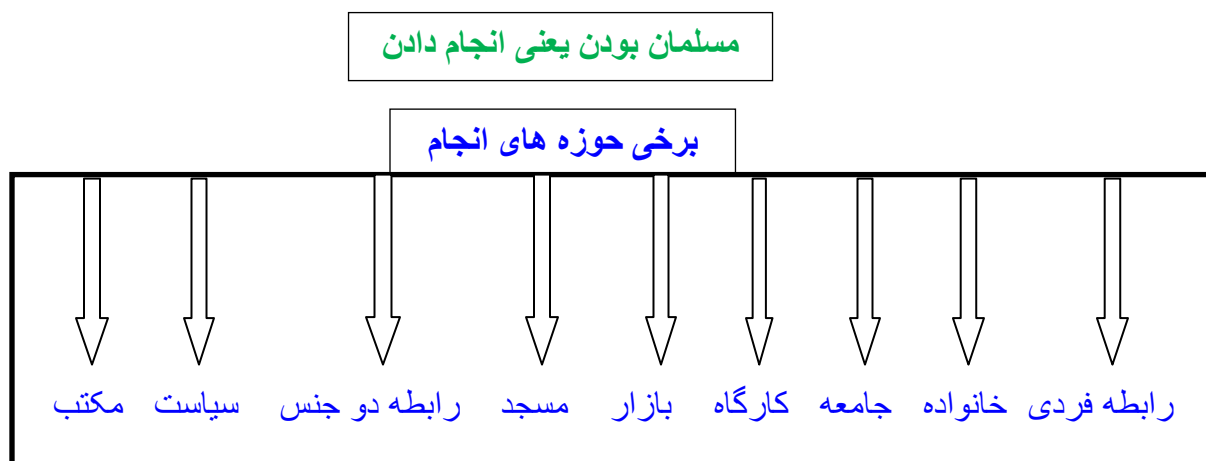 مسلمان بودن یعنی انجام دادن
برخی حوزه های انجام
رابطه فردی خانواده جامعه کارگاه بازار مسجد رابطه دو جنس سیاست مکتب